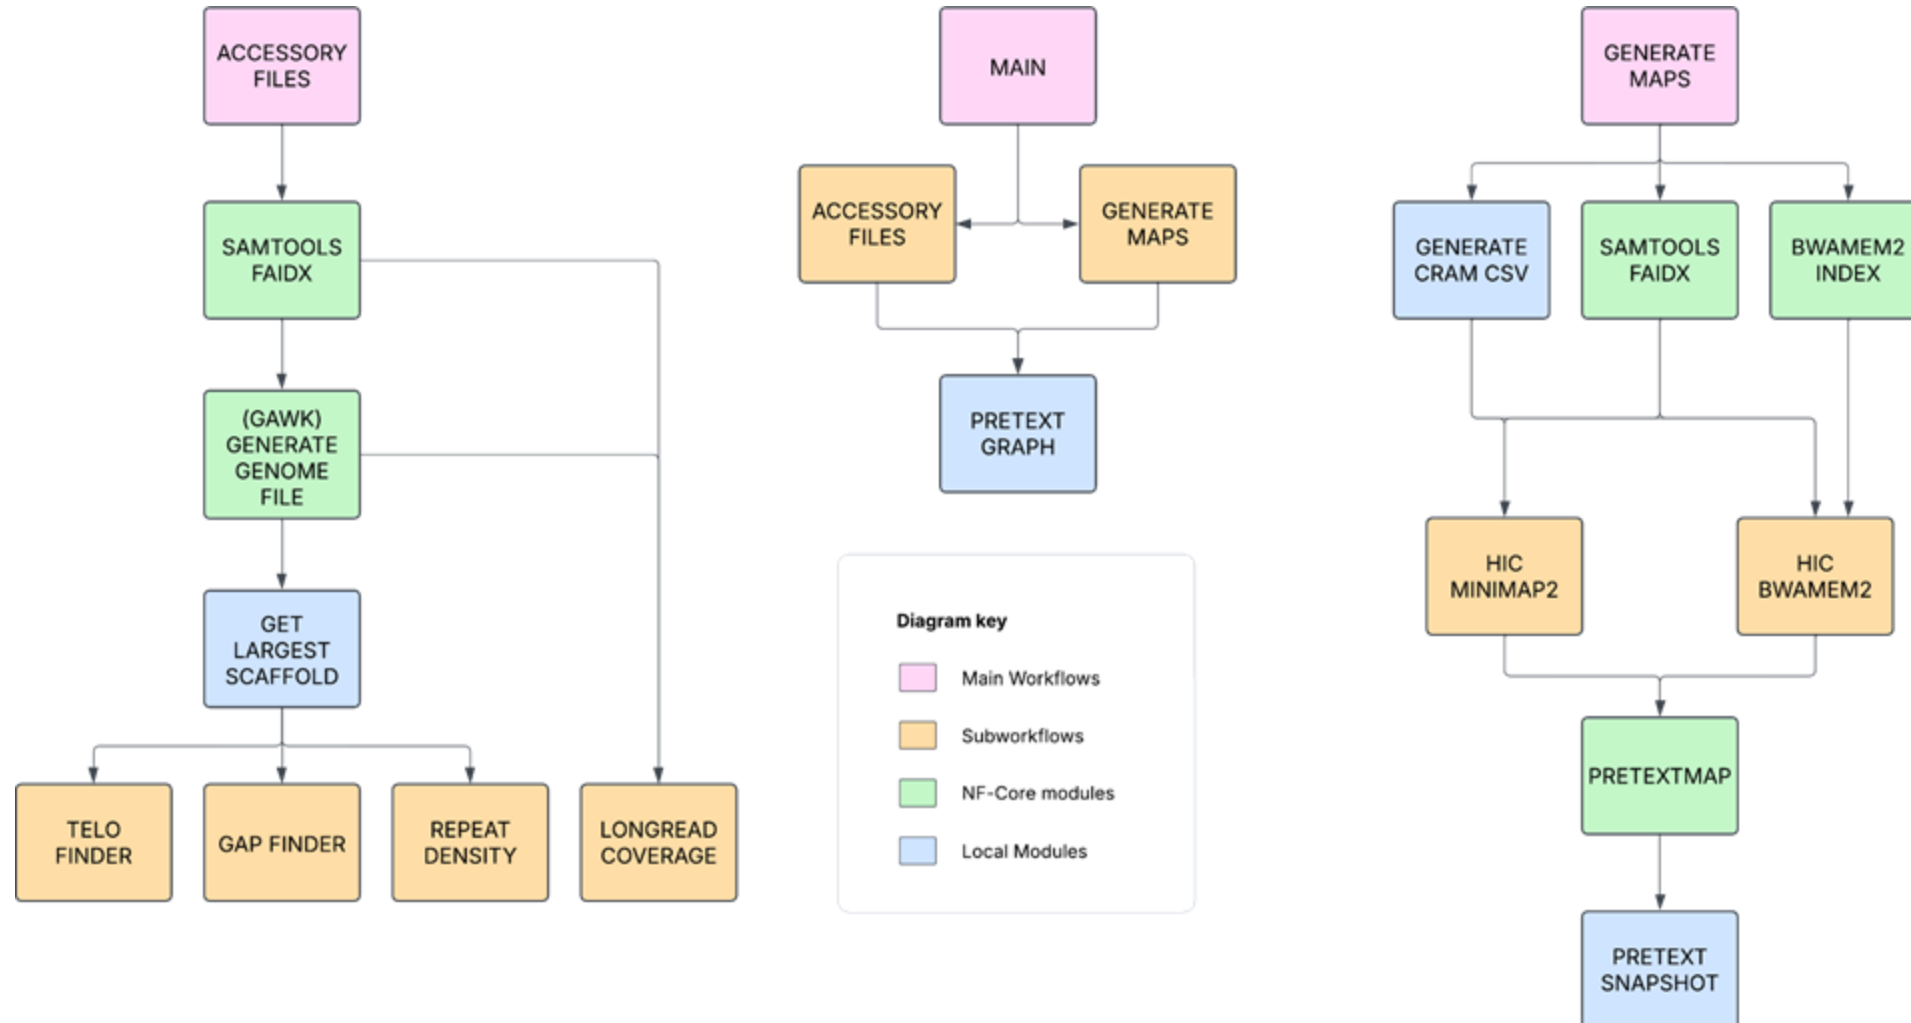 ACCESSORY
FILES
SAMTOOLS
FAIDX
(GAWK)
GENERATE
GENOME
FILE
GET
LARGEST
SCAFFOLD
TELO
FINDER
GAP FINDER
REPEAT
DENSITY
LONGREAD
COVERAGE
MAIN
ACCESSORY
FILES
GENERATE
MAPS
PRETEXT
GRAPH
Diagram key
Main Workflows
Subworkflows
NF-Core modules
Local Modules
GENERATE
MAPS
GENERATE
CRAM CSV
SAMTOOLS
FAIDX
BWAMEM2
INDEX
HIC
MINIMAP2
HIC
BWAMEM2
PRETEXTMAP
PRETEXT
SNAPSHOT